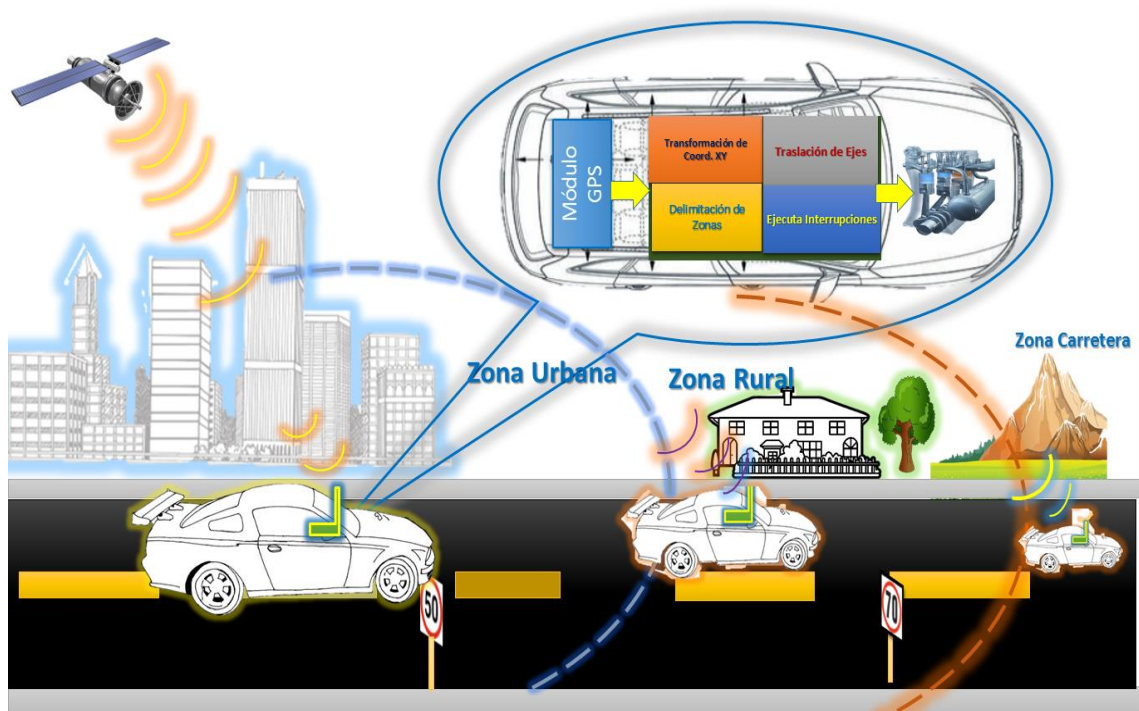 Módulo
GPS
Transformación de
Coord. XY
Traslación de Ejes
Delimitación de
Zonas
Ejecuta Interrupciones
Zona Urbana
Zona Rural
Zona Carretera
50
70